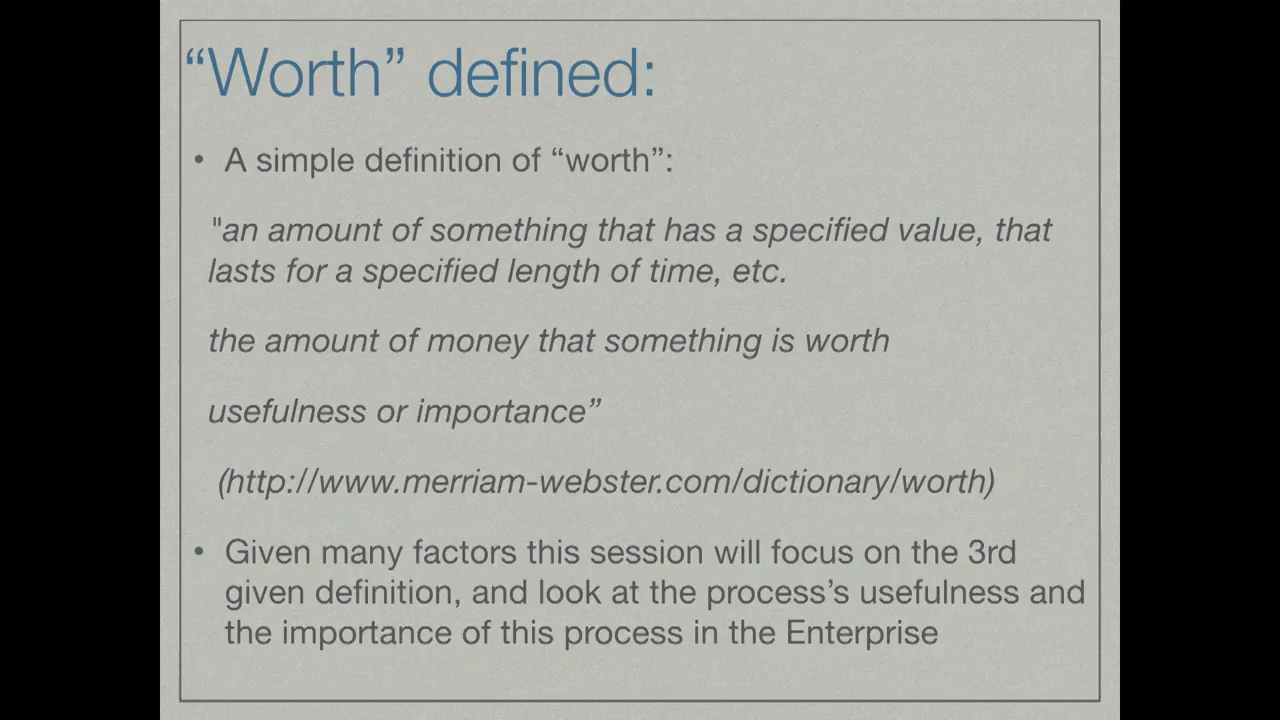 “Worth” defined:
• A simple definition of “worth”:
"an amount of something that has a specified value, that
lasts for a specified length of time, etc.
the amount of money that something is worth
usefulness or importance”
(http://www.merriam-webster.com/dictionary/worth)
• Given many factors this session will focus on the 3rd
given definition, and look at the process’s usefulness and
the importance of this process in the Enterprise